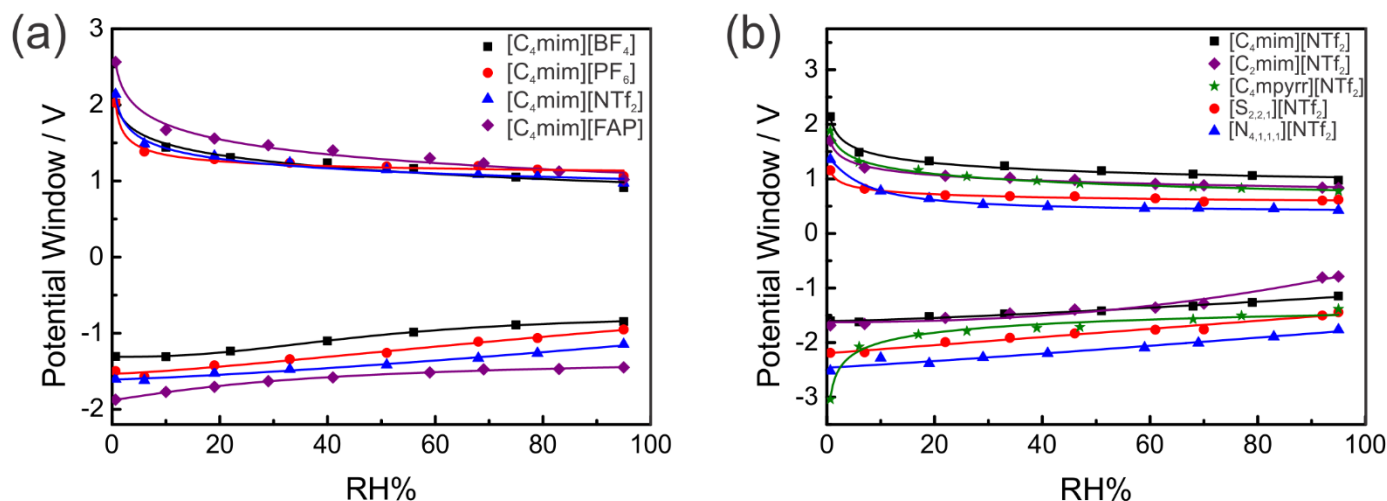 (a)
Potential Window / V
3
2
1
0
-1
-2
[C₄mim][BF₄]
[C₄mim][PF₆]
[C₄mim][NTf₂]
[C₄mim][FAP]
0 20 40 60 80 100
RH%
(b)
Potential Window / V
3
2
1
0
-1
-2
-3
[C₄mim][NTf₂]
[C₂mim][NTf₂]
[C₄mpyrr][NTf₂]
[S₂,₂,₁][NTf₂]
[N₄,₁,₁,₁][NTf₂]
0 20 40 60 80 100
RH%